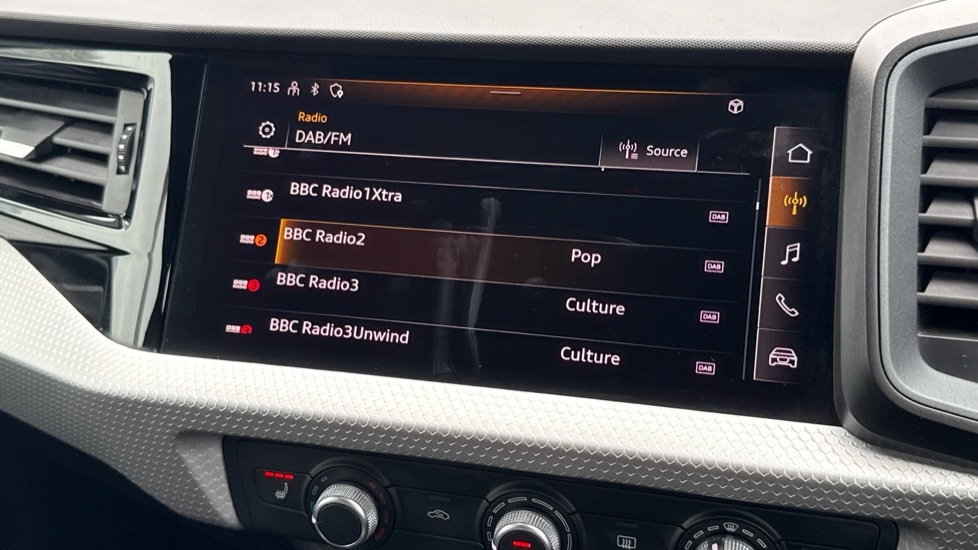 11:15
Radio
DAB/FM
Source
BBC Radio1Xtra
DAB
BBC Radio2
Pop
DAB
BBC Radio3
Culture
DAB
BBC Radio3Unwind
Culture
DAB